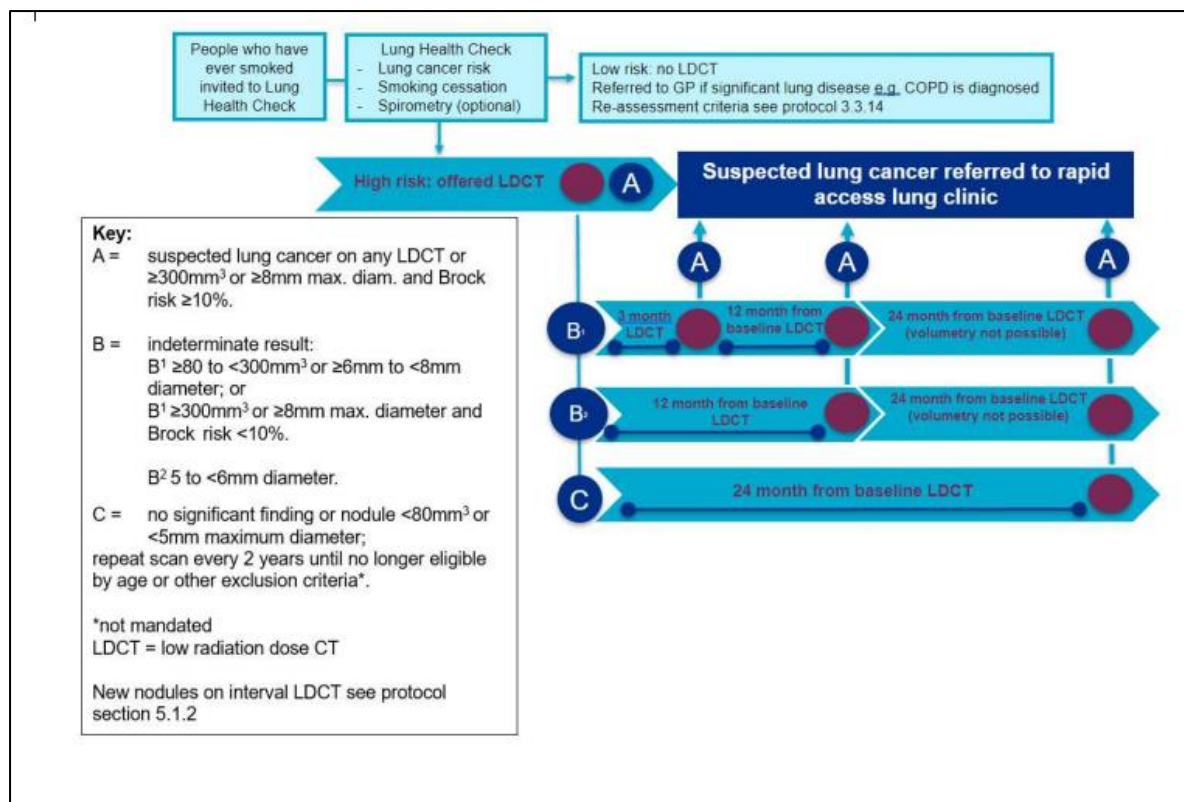 People who have
ever smoked
invited to Lung
Health Check
Lung Health Check
- Lung cancer risk
- Smoking cessation
- Spirometry (optional)
Low risk: no LDCT
Referred to GP if significant lung disease e.g. COPD is diagnosed
Re-assessment criteria see protocol 3.3.14
High risk: offered LDCT
A
Suspected lung cancer referred to rapid
access lung clinic
A
A
A
B¹
3 month
LDCT
12 month from
baseline LDCT
24 month from baseline LDCT
(volumetry not possible)
B²
12 month from baseline
LDCT
24 month from baseline LDCT
(volumetry not possible)
C
24 month from baseline LDCT
Key:
A = suspected lung cancer on any LDCT or
≥300mm³ or ≥8mm max. diam. and Brock
risk ≥10%.
B = indeterminate result:
B¹ ≥80 to <300mm³ or ≥6mm to <8mm
diameter; or
B¹ ≥300mm³ or ≥8mm max. diameter and
Brock risk <10%.
B² 5 to <6mm diameter.
C = no significant finding or nodule <80mm³ or
<5mm maximum diameter;
repeat scan every 2 years until no longer eligible
by age or other exclusion criteria*.
*not mandated
LDCT = low radiation dose CT
New nodules on interval LDCT see protocol
section 5.1.2